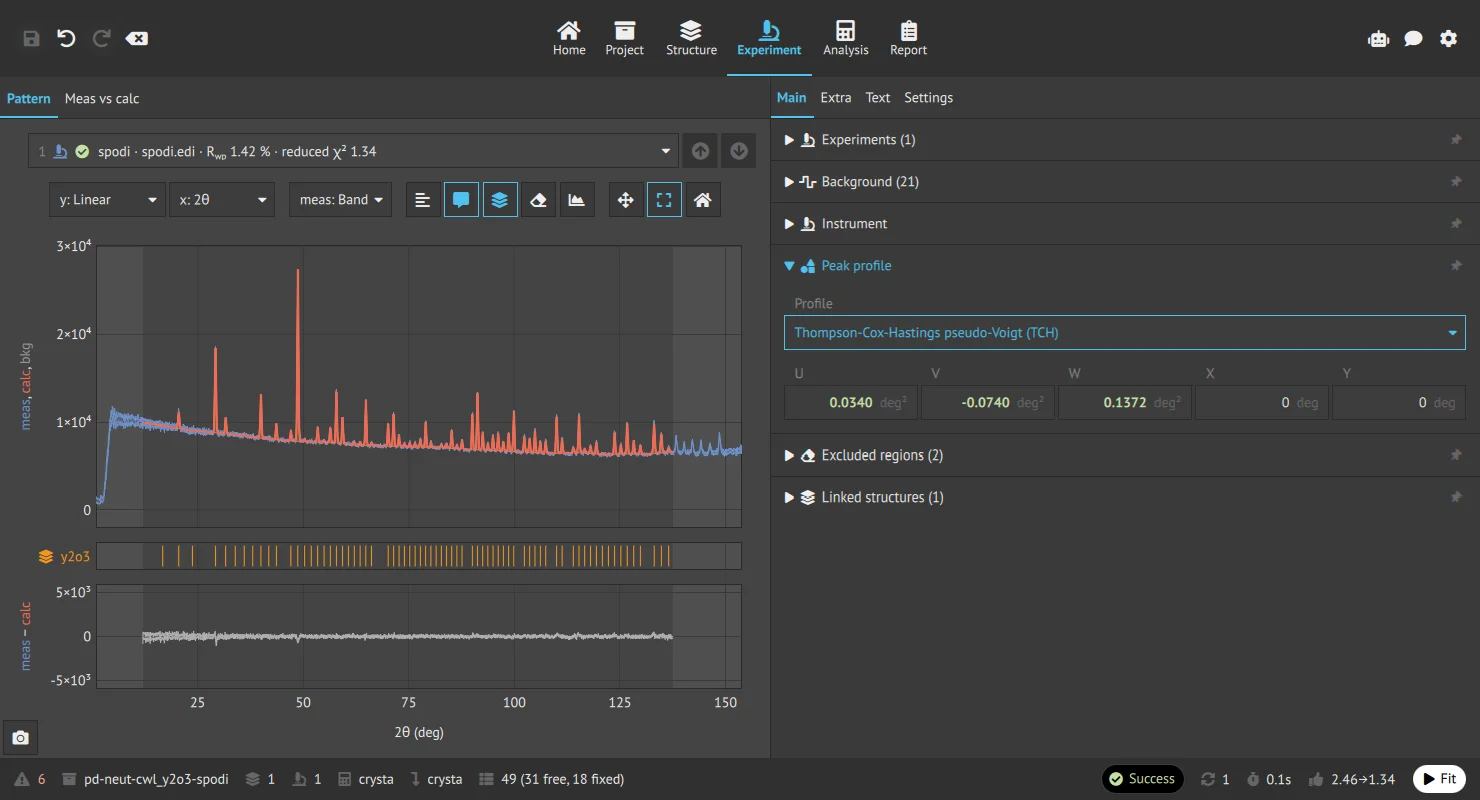 Home Project Structure Experiment Analysis Report
Pattern Meas vs calc
Main Extra Text Settings
1 spodi · spodi.edi · Rwp 1.42 % · reduced χ² 1.34
y: Linear x: 2θ meas: Band
3×10⁴
2×10⁴
1×10⁴
0
meas, calc, bkg
y2o3
5×10³
0
-5×10³
meas − calc
25 50 75 100 125 150
2θ (deg)
Experiments (1)
Background (21)
Instrument
Peak profile
Profile
Thompson-Cox-Hastings pseudo-Voigt (TCH)
U V W X Y
0.0340 deg² -0.0740 deg² 0.1372 deg² 0 deg 0 deg
Excluded regions (2)
Linked structures (1)
6 pd-neut-cwl_y2o3-spodi 1 1 crysta crysta 49 (31 free, 18 fixed) Success 1 0.1s 2.46→1.34 Fit